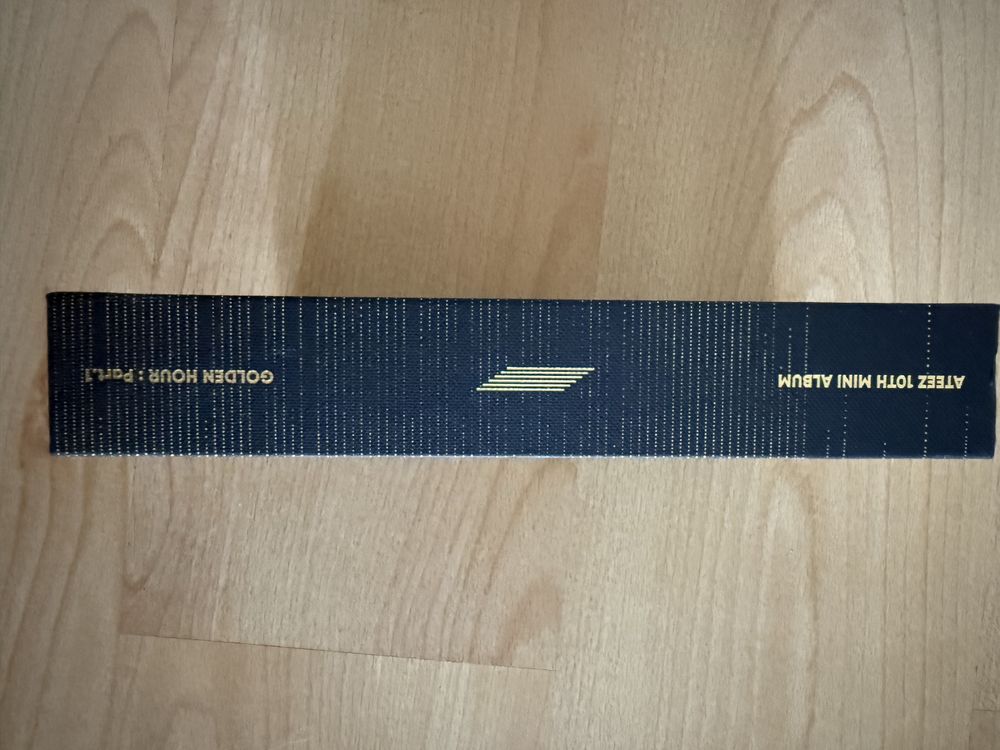 ATEEZ 10TH MINI ALBUM
GOLDEN HOUR : Part.1